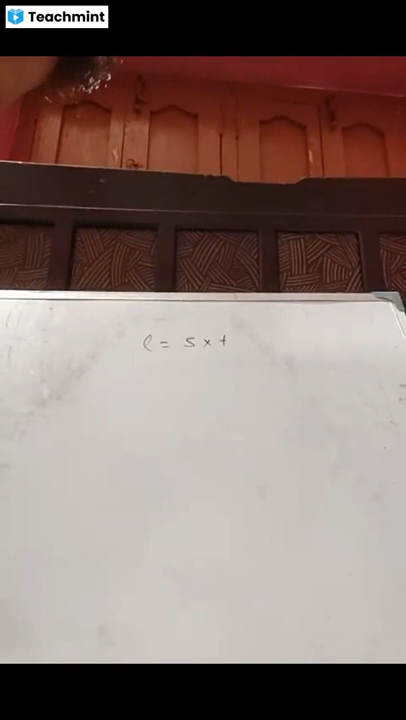 Teachmint
l = s × t